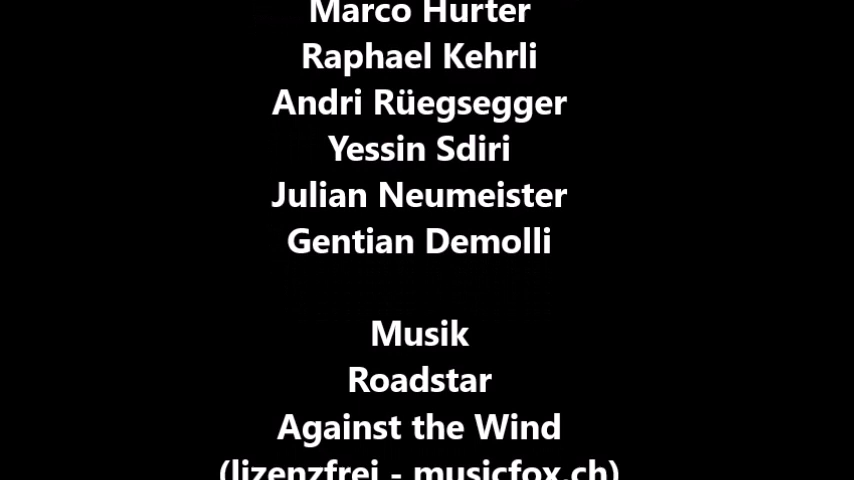 Marco Hurter
Raphael Kehrli
Andri Rüegsegger
Yessin Sdiri
Julian Neumeister
Gentian Demolli
Musik
Roadstar
Against the Wind
(lizenzfrei - musicfox.ch)